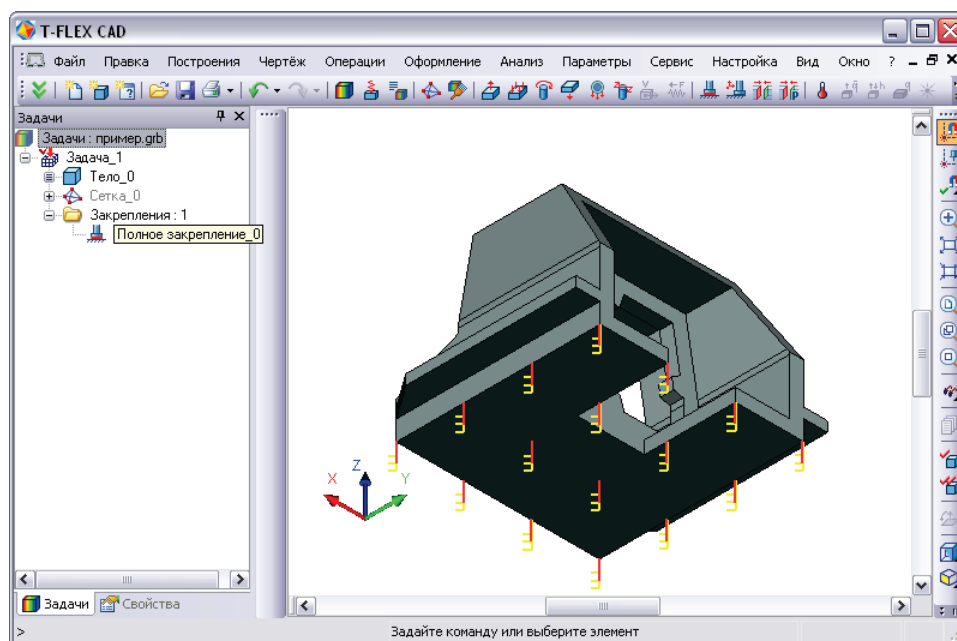 T-FLEX CAD
Файл Правка Построения Чертёж Операции Оформление Анализ Параметры Сервис Настройка Вид Окно ?
Задачи
Задачи : пример.grb
Задача_1
Тело_0
Сетка_0
Закрепления : 1
Полное закрепление_0
X Z Y
Задачи Свойства
> Задайте команду или выберите элемент